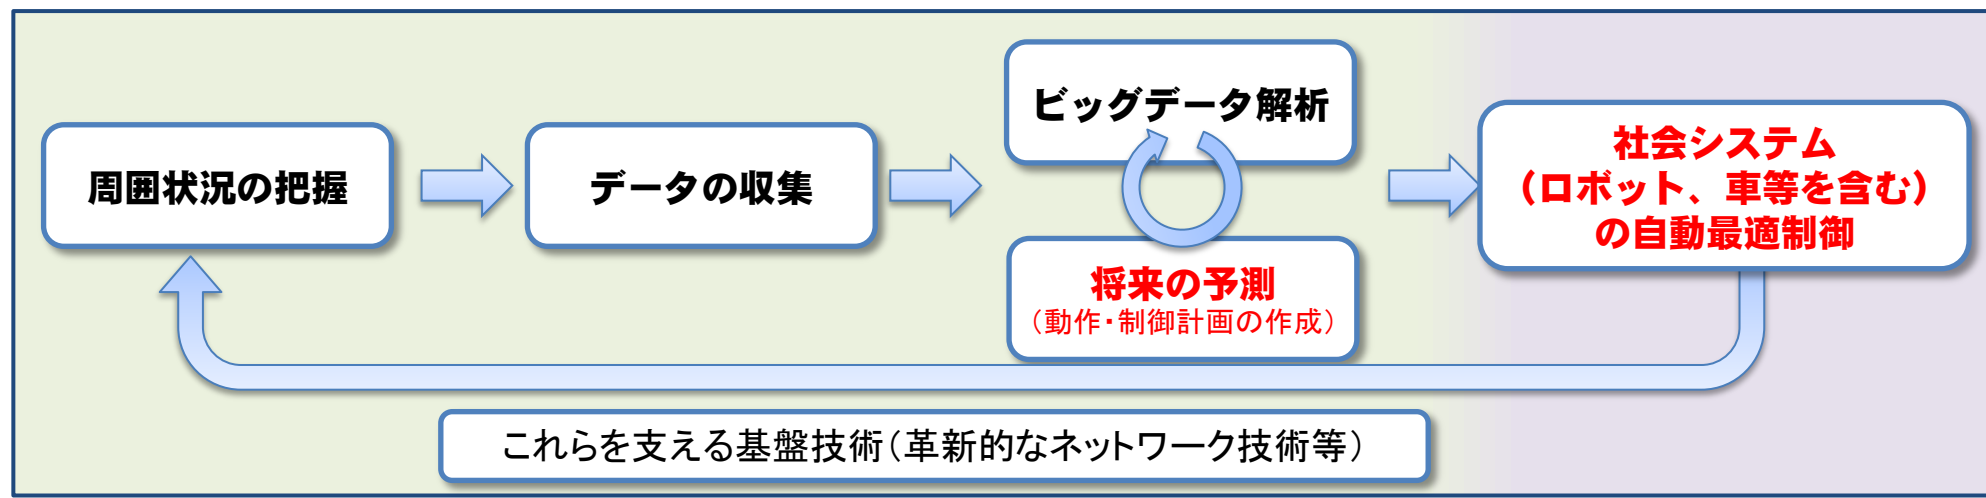 周囲状況の把握
データの収集
ビッグデータ解析
将来の予測
（動作・制御計画の作成）
社会システム
（ロボット、車等を含む）
の自動最適制御
これらを支える基盤技術（革新的なネットワーク技術等）